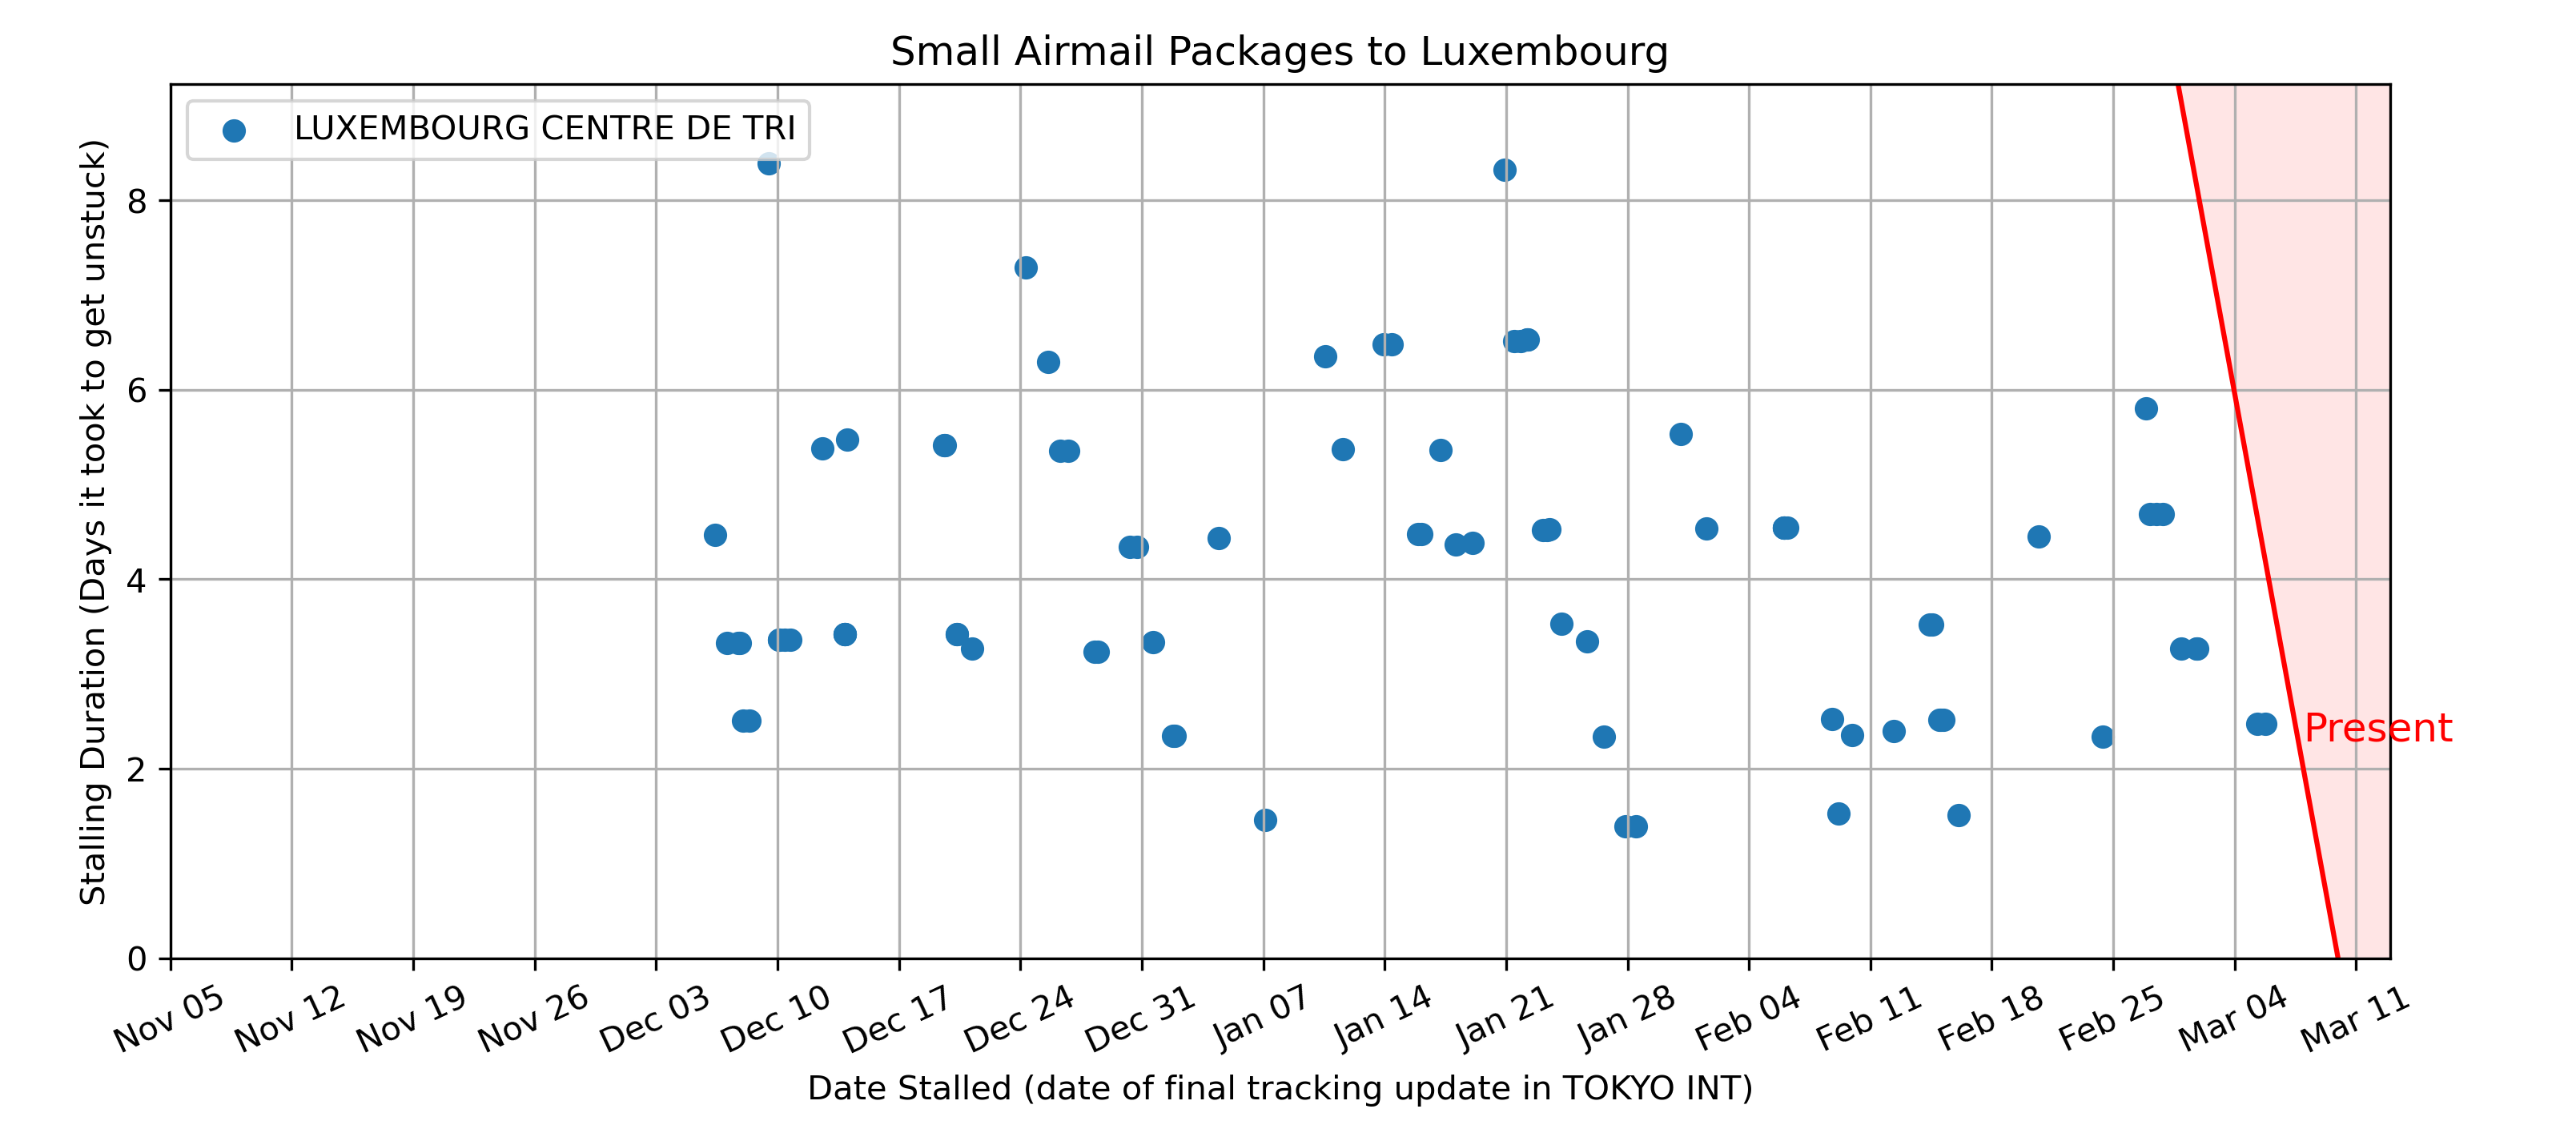 Small Airmail Packages to Luxembourg
LUXEMBOURG CENTRE DE TRI
Stalling Duration (Days it took to get unstuck)
8
6
4
2
0
Present
Nov 05
Nov 12
Nov 19
Nov 26
Dec 03
Dec 10
Dec 17
Dec 24
Dec 31
Jan 07
Jan 14
Jan 21
Jan 28
Feb 04
Feb 11
Feb 18
Feb 25
Mar 04
Mar 11
Date Stalled (date of final tracking update in TOKYO INT)